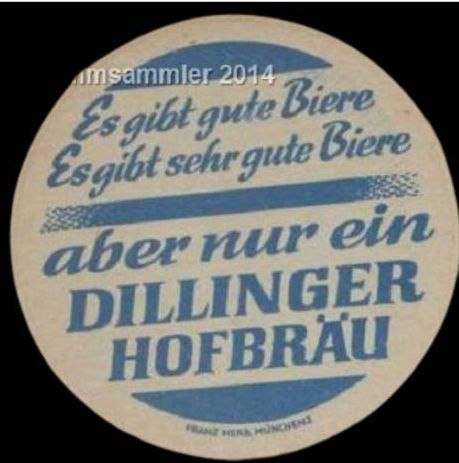 msammler 2014
Es gibt gute Biere
Es gibt sehr gute Biere
aber nur ein
DILLINGER
HOFBRÄU
FRANZ HERB, MÜNCHEN 2